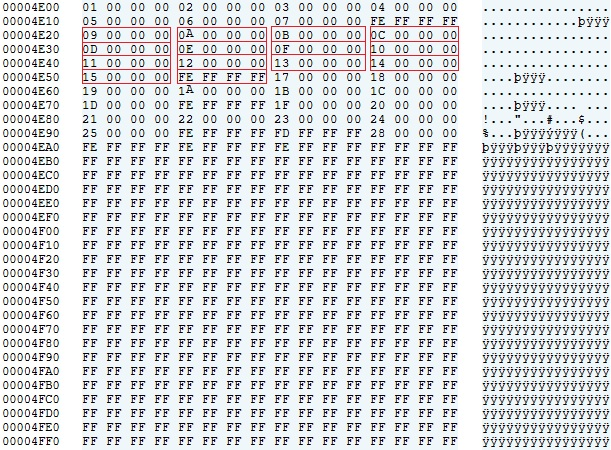 00004E00 01 00 00 00 02 00 00 00 03 00 00 00 04 00 00 00 ................
00004E10 05 00 00 00 06 00 00 00 07 00 00 00 FE FF FF FF ............þÿÿÿ
00004E20 09 00 00 00 0A 00 00 00 0B 00 00 00 0C 00 00 00 ................
00004E30 0D 00 00 00 0E 00 00 00 0F 00 00 00 10 00 00 00 ................
00004E40 11 00 00 00 12 00 00 00 13 00 00 00 14 00 00 00 ................
00004E50 15 00 00 00 FE FF FF FF 17 00 00 00 18 00 00 00 ....þÿÿÿ........
00004E60 19 00 00 00 1A 00 00 00 1B 00 00 00 1C 00 00 00 ................
00004E70 1D 00 00 00 FE FF FF FF 1F 00 00 00 20 00 00 00 ....þÿÿÿ.... ...
00004E80 21 00 00 00 22 00 00 00 23 00 00 00 24 00 00 00 !..."...#...$...
00004E90 25 00 00 00 FE FF FF FF FD FF FF FF 28 00 00 00 %...þÿÿÿýÿÿÿ(...
00004EA0 FE FF FF FF FE FF FF FF FE FF FF FF FF FF FF FF þÿÿÿþÿÿÿþÿÿÿÿÿÿÿ
00004EB0 FF FF FF FF FF FF FF FF FF FF FF FF FF FF FF FF ÿÿÿÿÿÿÿÿÿÿÿÿÿÿÿÿ
00004EC0 FF FF FF FF FF FF FF FF FF FF FF FF FF FF FF FF ÿÿÿÿÿÿÿÿÿÿÿÿÿÿÿÿ
00004ED0 FF FF FF FF FF FF FF FF FF FF FF FF FF FF FF FF ÿÿÿÿÿÿÿÿÿÿÿÿÿÿÿÿ
00004EE0 FF FF FF FF FF FF FF FF FF FF FF FF FF FF FF FF ÿÿÿÿÿÿÿÿÿÿÿÿÿÿÿÿ
00004EF0 FF FF FF FF FF FF FF FF FF FF FF FF FF FF FF FF ÿÿÿÿÿÿÿÿÿÿÿÿÿÿÿÿ
00004F00 FF FF FF FF FF FF FF FF FF FF FF FF FF FF FF FF ÿÿÿÿÿÿÿÿÿÿÿÿÿÿÿÿ
00004F10 FF FF FF FF FF FF FF FF FF FF FF FF FF FF FF FF ÿÿÿÿÿÿÿÿÿÿÿÿÿÿÿÿ
00004F20 FF FF FF FF FF FF FF FF FF FF FF FF FF FF FF FF ÿÿÿÿÿÿÿÿÿÿÿÿÿÿÿÿ
00004F30 FF FF FF FF FF FF FF FF FF FF FF FF FF FF FF FF ÿÿÿÿÿÿÿÿÿÿÿÿÿÿÿÿ
00004F40 FF FF FF FF FF FF FF FF FF FF FF FF FF FF FF FF ÿÿÿÿÿÿÿÿÿÿÿÿÿÿÿÿ
00004F50 FF FF FF FF FF FF FF FF FF FF FF FF FF FF FF FF ÿÿÿÿÿÿÿÿÿÿÿÿÿÿÿÿ
00004F60 FF FF FF FF FF FF FF FF FF FF FF FF FF FF FF FF ÿÿÿÿÿÿÿÿÿÿÿÿÿÿÿÿ
00004F70 FF FF FF FF FF FF FF FF FF FF FF FF FF FF FF FF ÿÿÿÿÿÿÿÿÿÿÿÿÿÿÿÿ
00004F80 FF FF FF FF FF FF FF FF FF FF FF FF FF FF FF FF ÿÿÿÿÿÿÿÿÿÿÿÿÿÿÿÿ
00004F90 FF FF FF FF FF FF FF FF FF FF FF FF FF FF FF FF ÿÿÿÿÿÿÿÿÿÿÿÿÿÿÿÿ
00004FA0 FF FF FF FF FF FF FF FF FF FF FF FF FF FF FF FF ÿÿÿÿÿÿÿÿÿÿÿÿÿÿÿÿ
00004FB0 FF FF FF FF FF FF FF FF FF FF FF FF FF FF FF FF ÿÿÿÿÿÿÿÿÿÿÿÿÿÿÿÿ
00004FC0 FF FF FF FF FF FF FF FF FF FF FF FF FF FF FF FF ÿÿÿÿÿÿÿÿÿÿÿÿÿÿÿÿ
00004FD0 FF FF FF FF FF FF FF FF FF FF FF FF FF FF FF FF ÿÿÿÿÿÿÿÿÿÿÿÿÿÿÿÿ
00004FE0 FF FF FF FF FF FF FF FF FF FF FF FF FF FF FF FF ÿÿÿÿÿÿÿÿÿÿÿÿÿÿÿÿ
00004FF0 FF FF FF FF FF FF FF FF FF FF FF FF FF FF FF FF ÿÿÿÿÿÿÿÿÿÿÿÿÿÿÿÿ